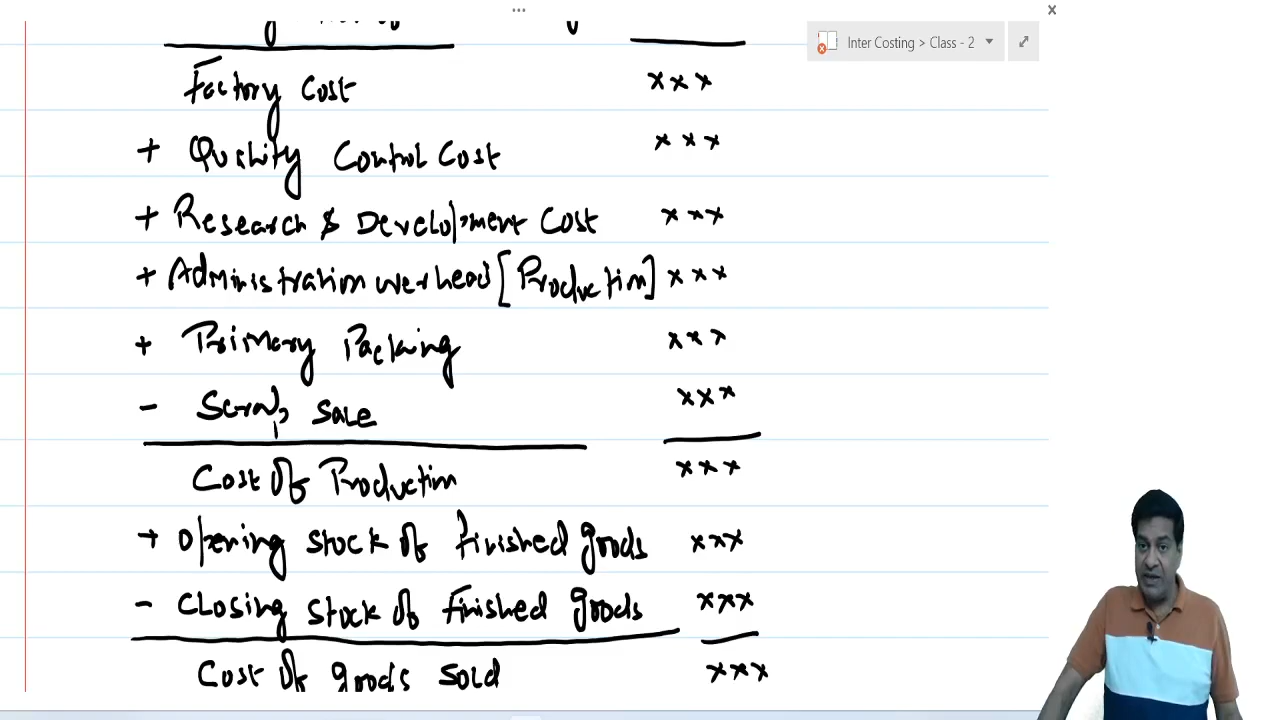 Inter Costing > Class - 2
Factory Cost xxx
+ Quality Control Cost xxx
+ Research & Development Cost xxx
+ Administration overhead [Production] xxx
+ Primary Packing xxx
- Scrap Sale xxx
Cost Of Production xxx
+ Opening stock of finished goods xxx
- Closing stock of Finished goods xxx
Cost Of goods sold xxx